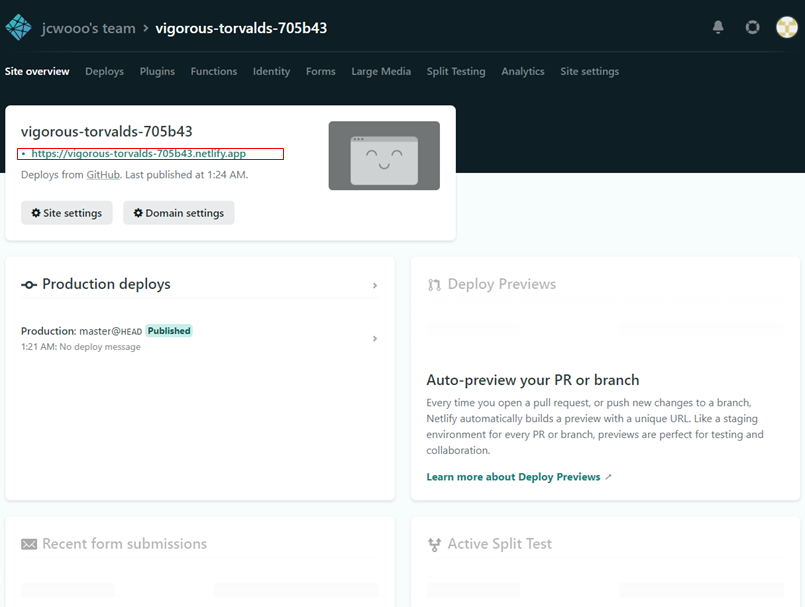 jcwooo's team > vigorous-torvalds-705b43
Site overview Deploys Plugins Functions Identity Forms Large Media Split Testing Analytics Site settings
vigorous-torvalds-705b43
• https://vigorous-torvalds-705b43.netlify.app
Deploys from GitHub. Last published at 1:24 AM.
Site settings Domain settings
Production deploys
Production: master@HEAD Published
1:21 AM: No deploy message
Deploy Previews
Auto-preview your PR or branch
Every time you open a pull request, or push new changes to a branch,
Netlify automatically builds a preview with a unique URL. Like a staging
environment for every PR or branch, previews are perfect for testing and
collaboration.
Learn more about Deploy Previews ↗
Recent form submissions
Active Split Test